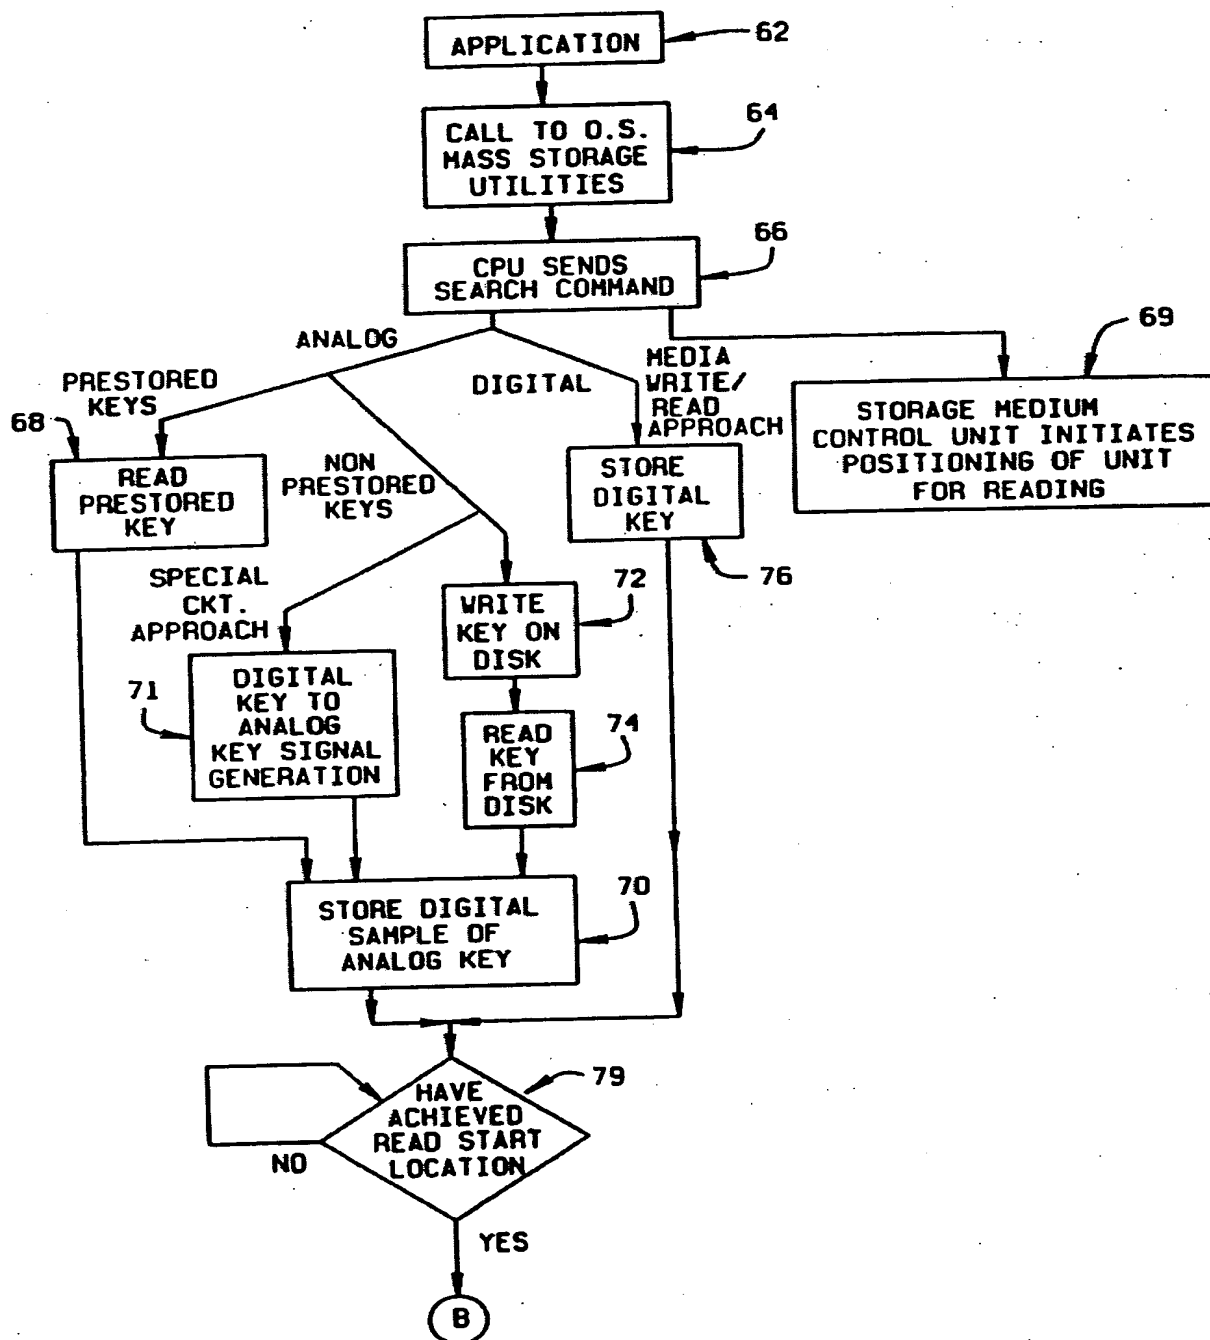 APPLICATION
62
CALL TO O.S.
MASS STORAGE
UTILITIES
64
CPU SENDS
SEARCH COMMAND
66
ANALOG
PRESTORED
KEYS
68
READ
PRESTORED
KEY
NON
PRESTORED
KEYS
DIGITAL
MEDIA
WRITE/
READ
APPROACH
69
STORAGE MEDIUM
CONTROL UNIT INITIATES
POSITIONING OF UNIT
FOR READING
STORE
DIGITAL
KEY
76
SPECIAL
CKT.
APPROACH
72
WRITE
KEY ON
DISK
71
DIGITAL
KEY TO
ANALOG
KEY SIGNAL
GENERATION
74
READ
KEY
FROM
DISK
STORE DIGITAL
SAMPLE OF
ANALOG KEY
70
HAVE
ACHIEVED
READ START
LOCATION
79
NO
YES
B